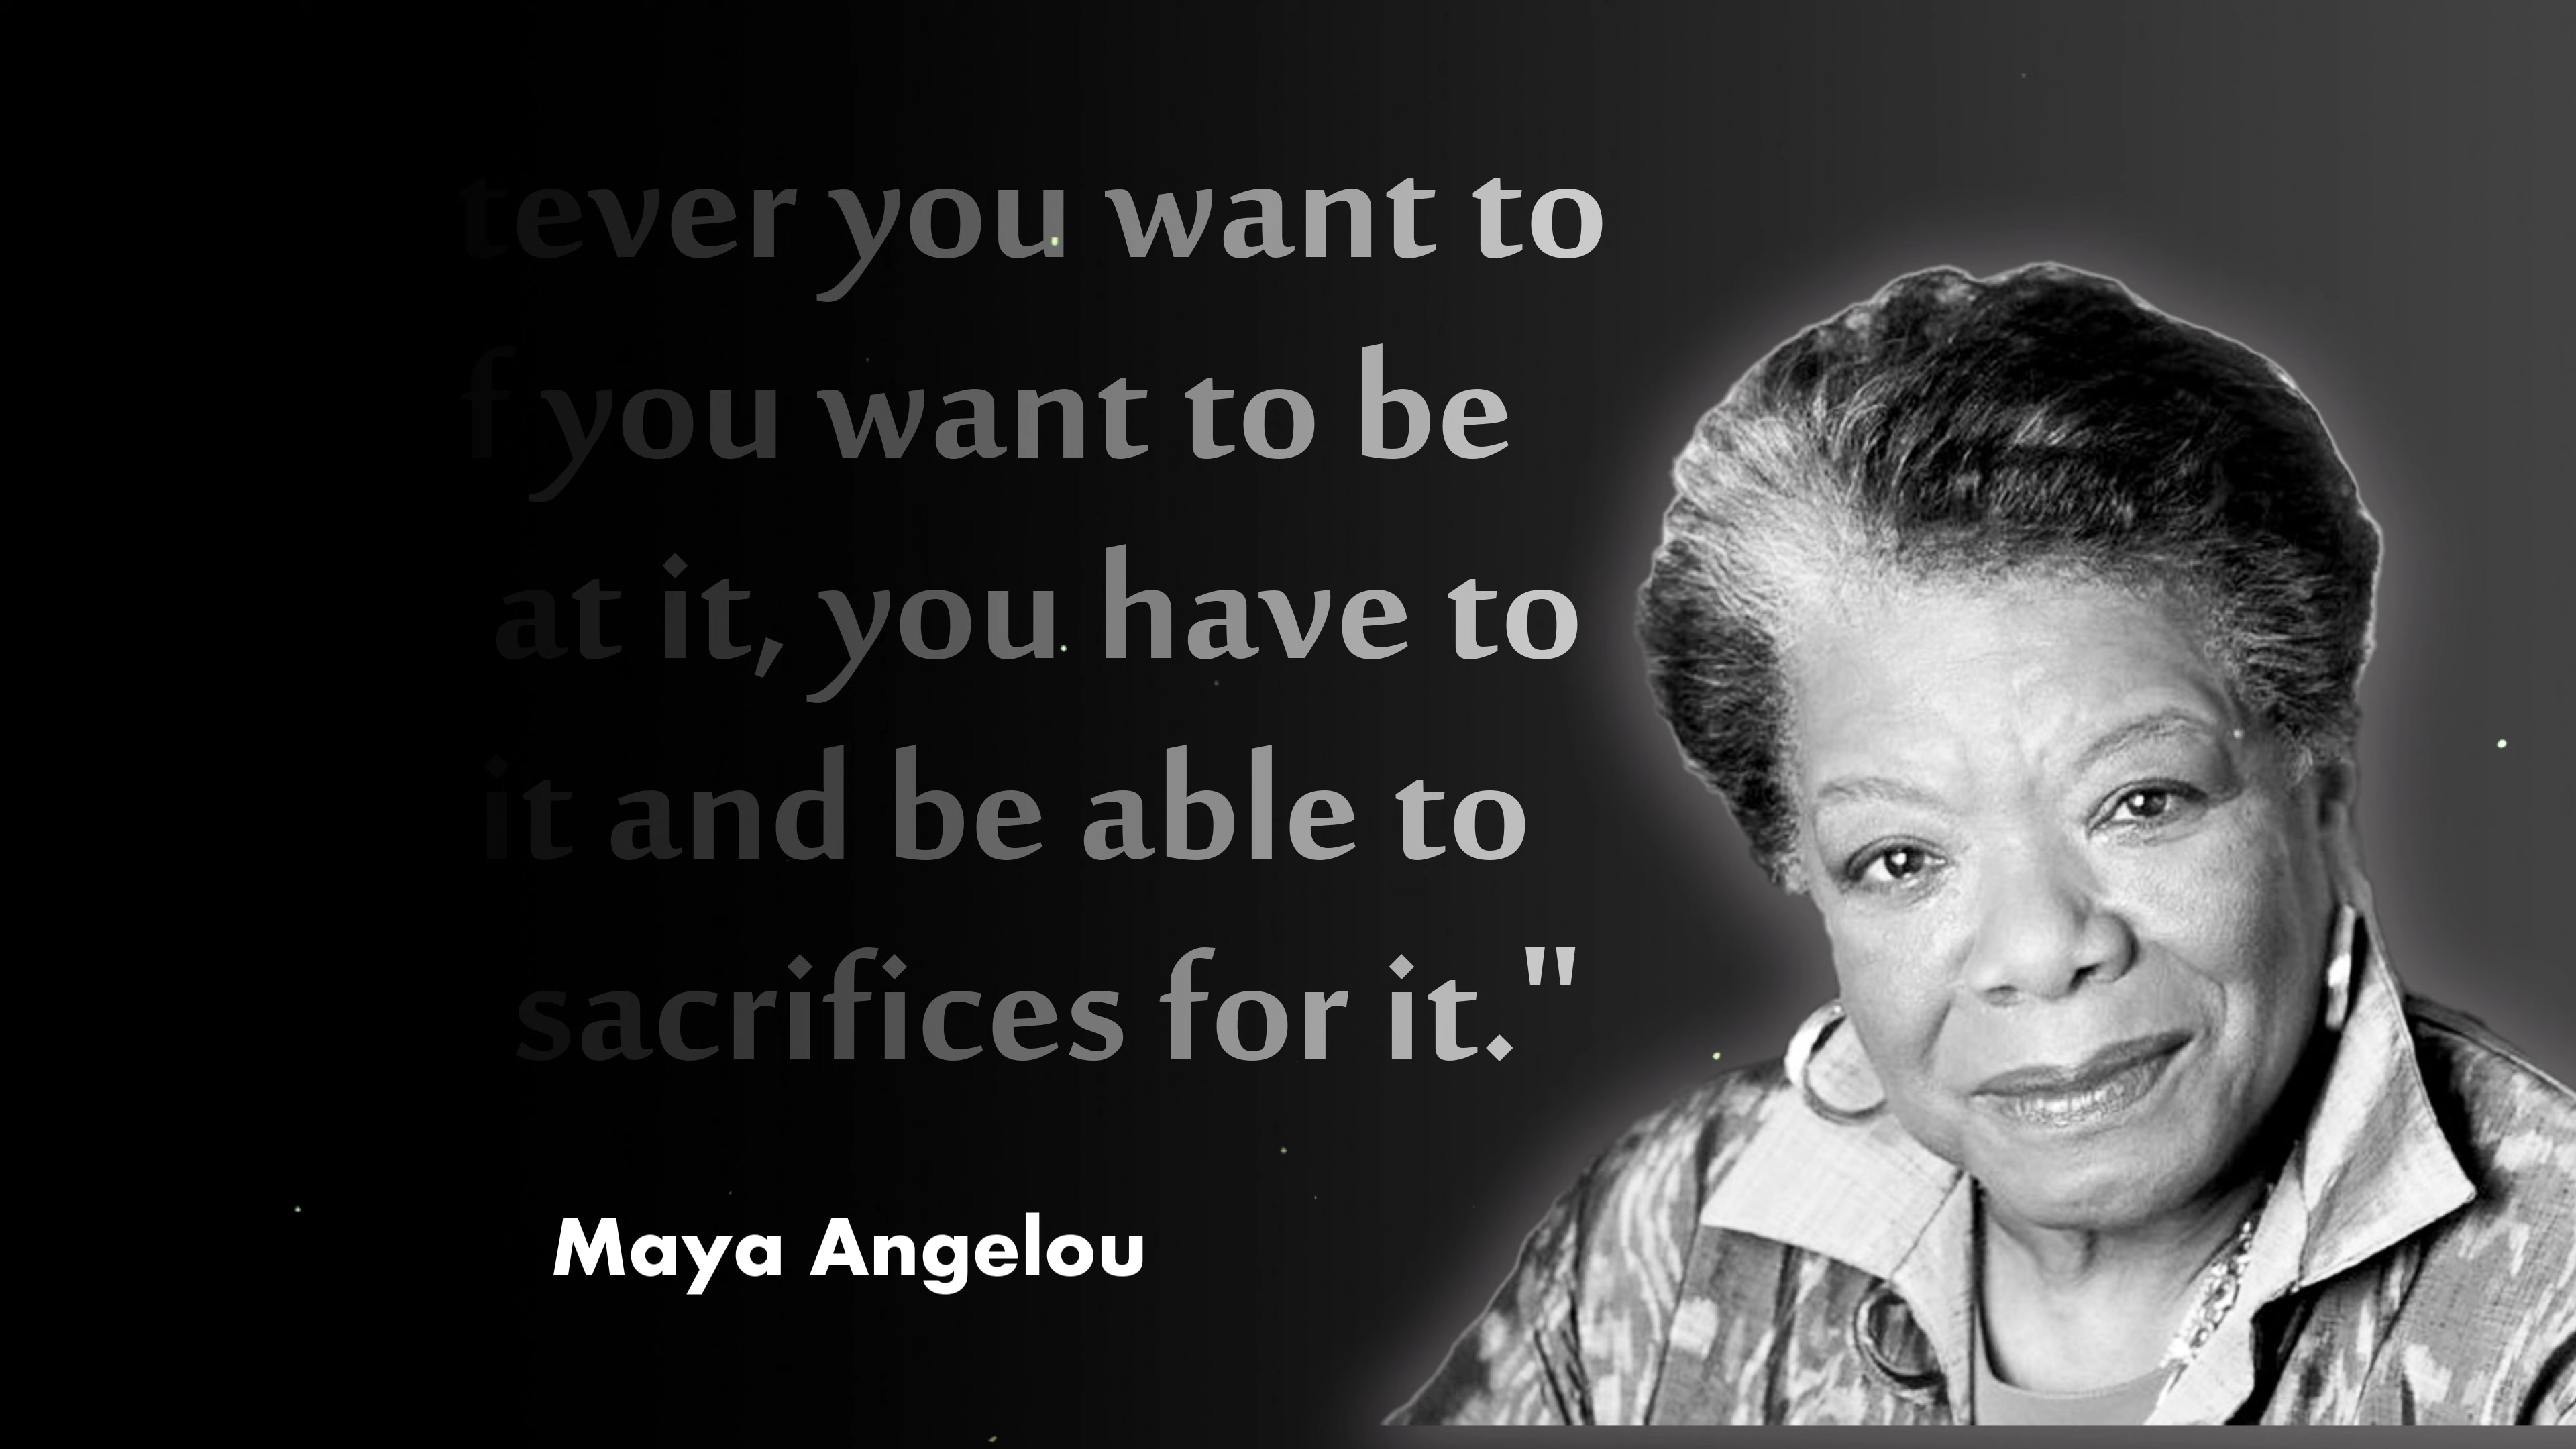 you want to
you want to be
at it, you have to
it and be able to
sacrifices for it."
Maya Angelou